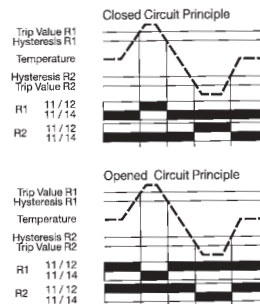 Closed Circuit Principle
Trip Value R1
Hysteresis R1
Temperature
Hysteresis R2
Trip Value R2
R1 11 / 12
11 / 14
R2 11 / 12
11 / 14
Opened Circuit Principle
Trip Value R1
Hysteresis R1
Temperature
Hysteresis R2
Trip Value R2
R1 11 / 12
11 / 14
R2 11 / 12
11 / 14